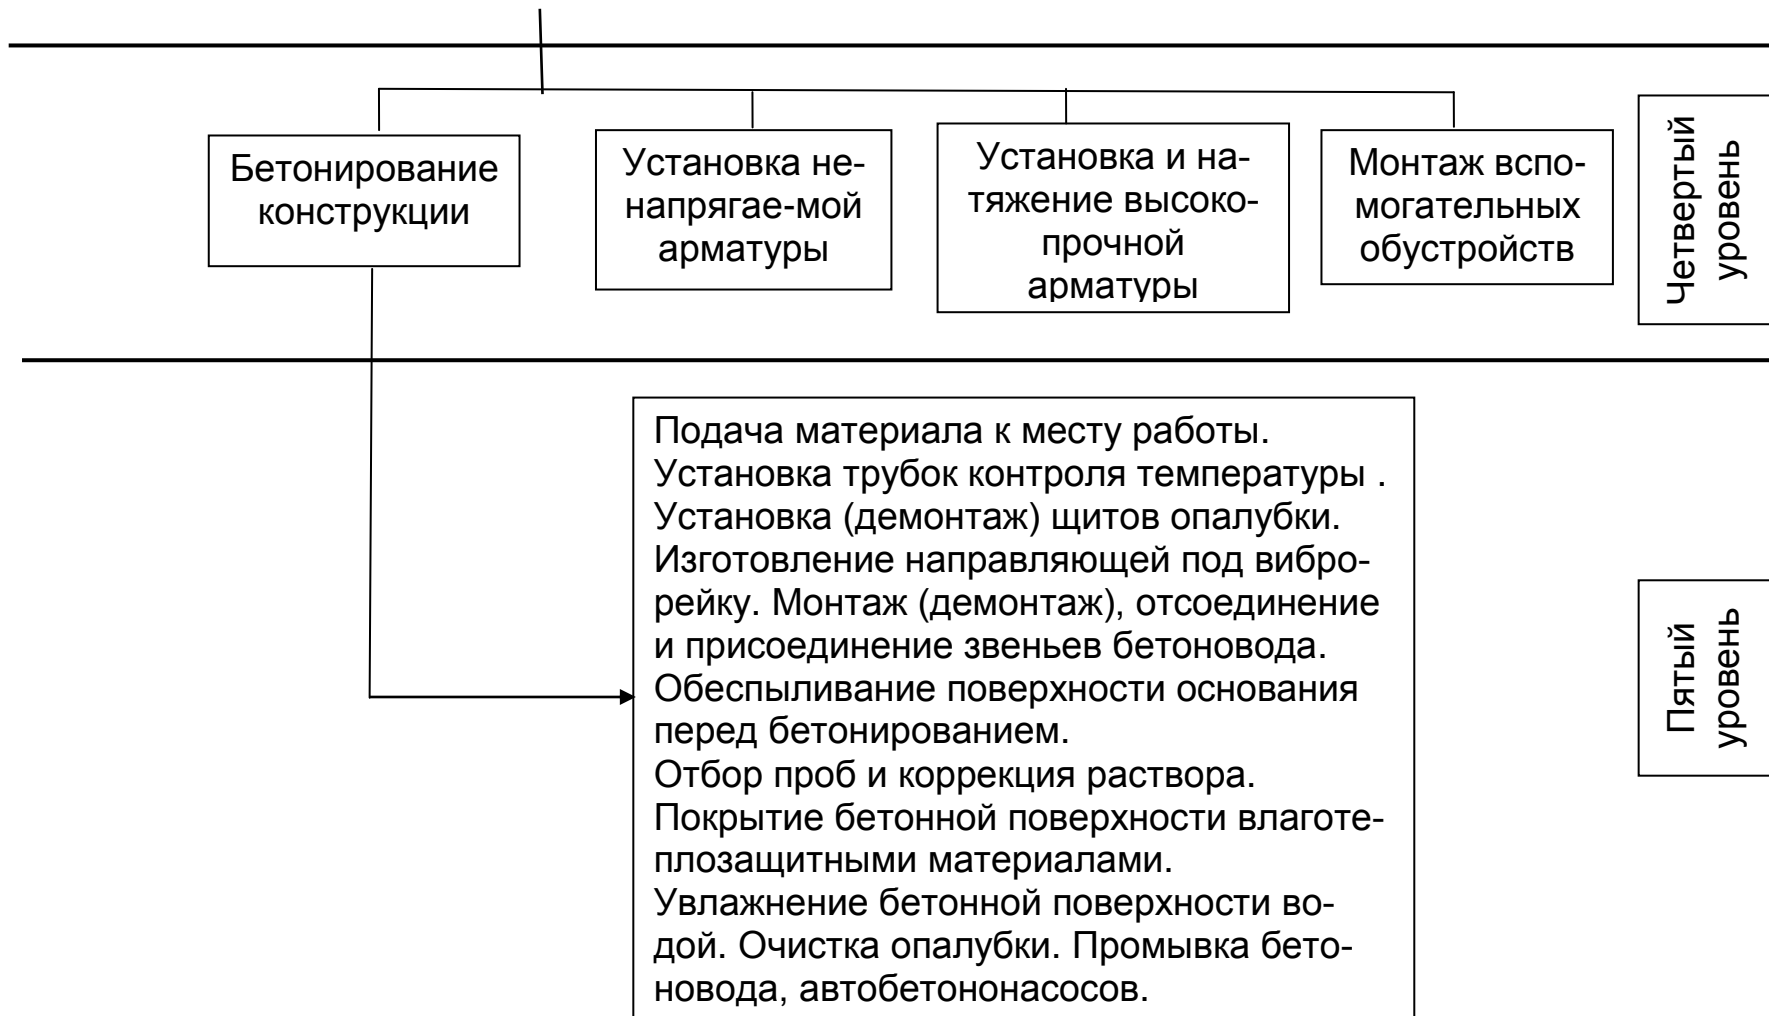 Бетонирование
конструкции
Установка не-
напрягае-мой
арматуры
Установка и на-
тяжение высоко-
прочной
арматуры
Монтаж вспо-
могательных
обустройств
Четвертый
уровень
Подача материала к месту работы.
Установка трубок контроля температуры .
Установка (демонтаж) щитов опалубки.
Изготовление направляющей под вибро-
рейку. Монтаж (демонтаж), отсоединение
и присоединение звеньев бетоновода.
Обеспыливание поверхности основания
перед бетонированием.
Отбор проб и коррекция раствора.
Покрытие бетонной поверхности влаготе-
плозащитными материалами.
Увлажнение бетонной поверхности во-
дой. Очистка опалубки. Промывка бето-
новода, автобетононасосов.
Пятый
уровень